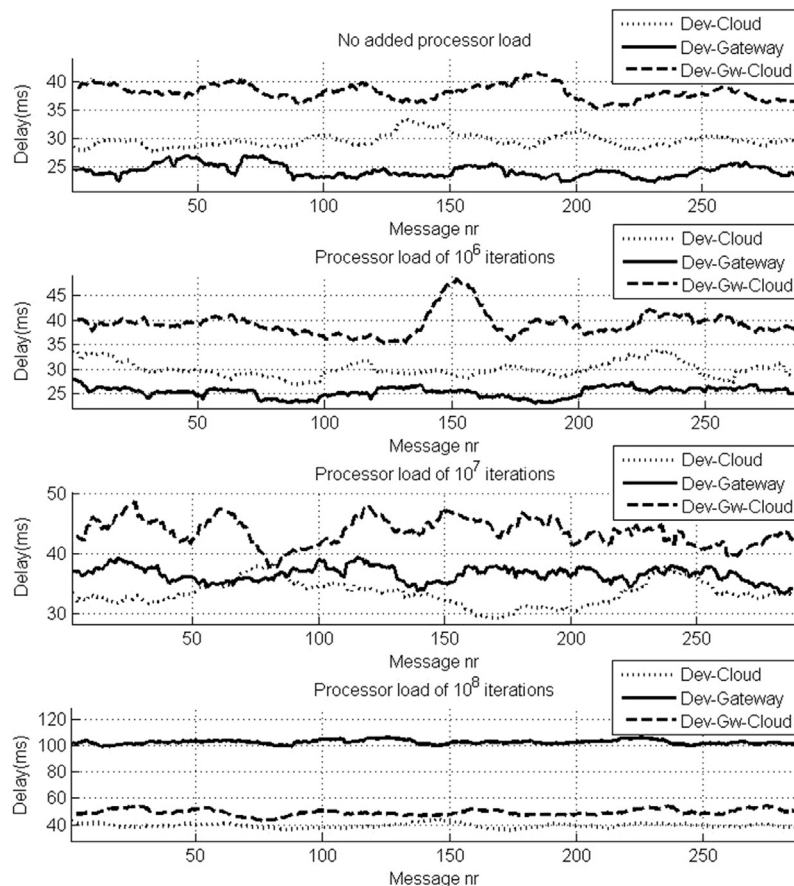 No added processor load
Dev-Cloud
Dev-Gateway
Dev-Gw-Cloud
Delay(ms)
40
35
30
25
50 100 150 200 250
Message nr
Processor load of 10^6 iterations
Dev-Cloud
Dev-Gateway
Dev-Gw-Cloud
Delay(ms)
45
40
35
30
25
50 100 150 200 250
Message nr
Processor load of 10^7 iterations
Dev-Cloud
Dev-Gateway
Dev-Gw-Cloud
Delay(ms)
50
40
30
50 100 150 200 250
Message nr
Processor load of 10^8 iterations
Dev-Cloud
Dev-Gateway
Dev-Gw-Cloud
Delay(ms)
120
100
80
60
40
50 100 150 200 250
Message nr